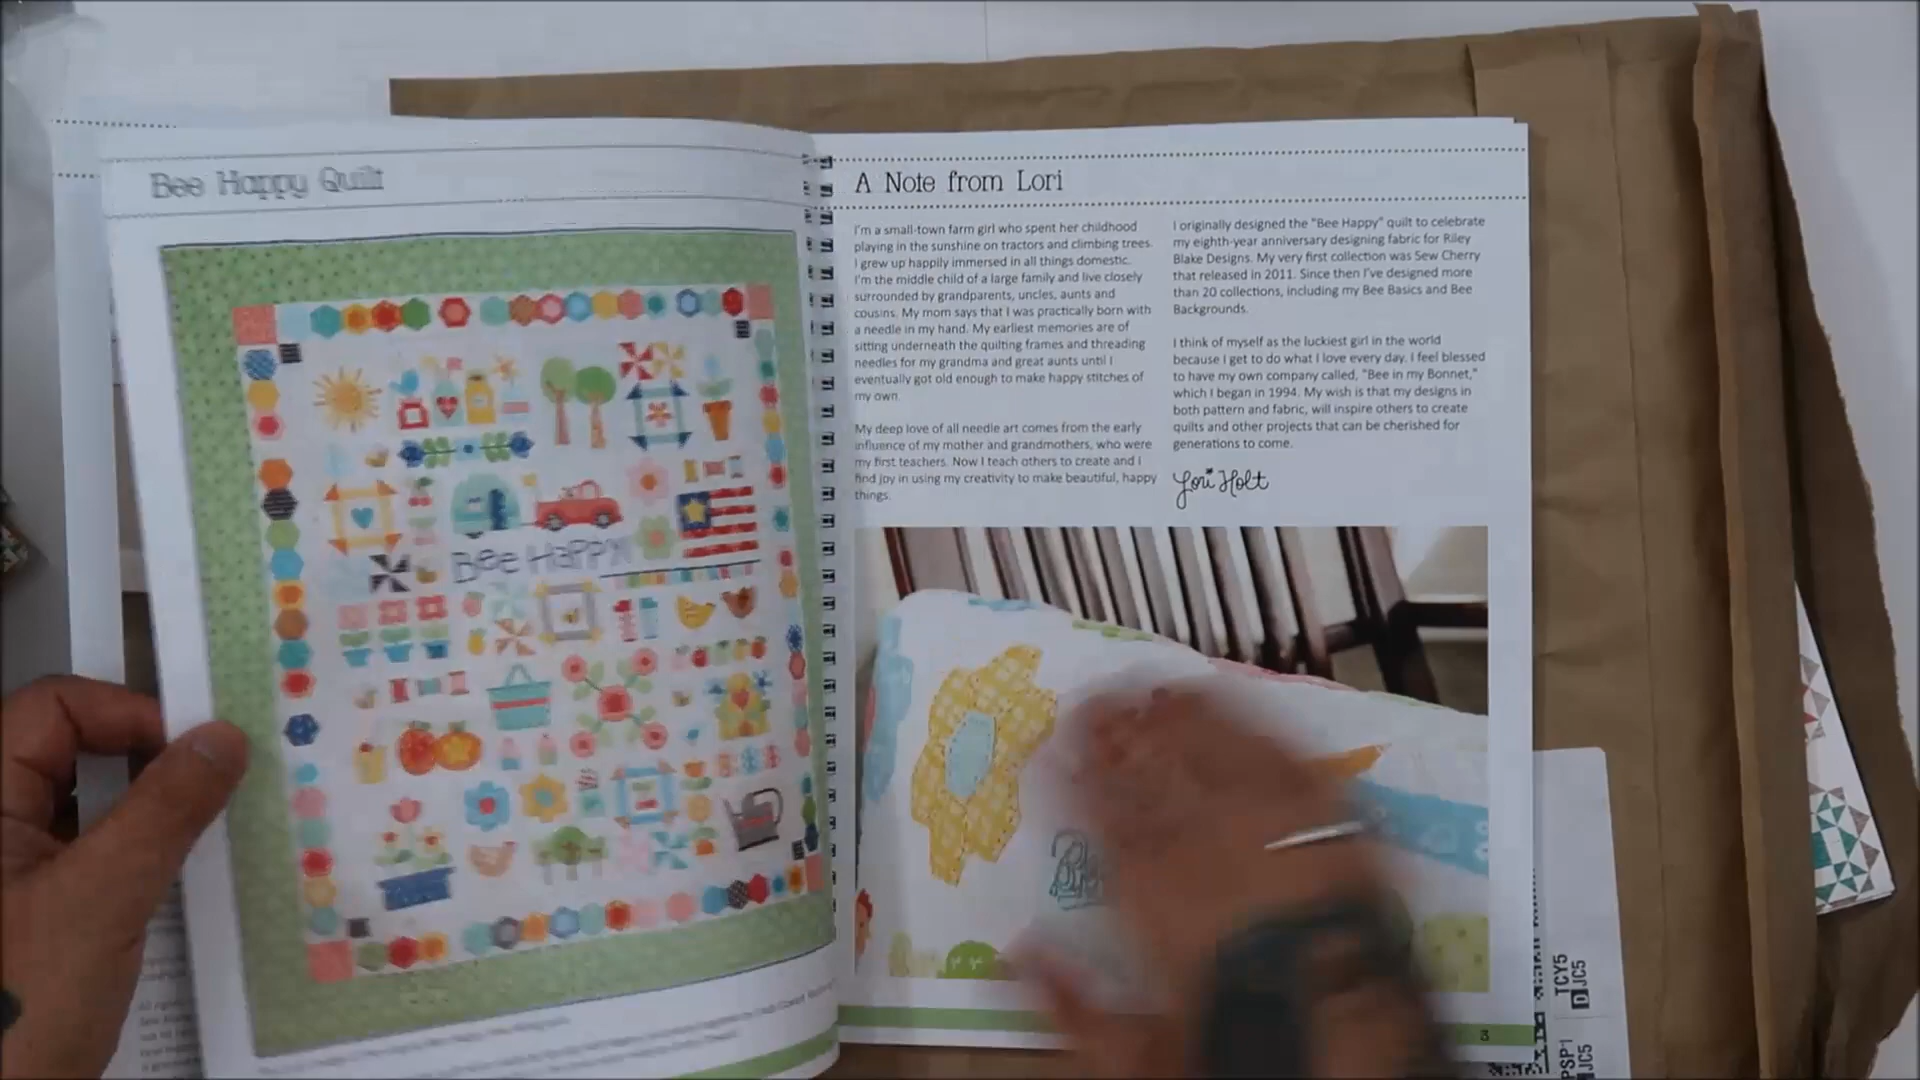 Bee Happy Quilt
Bee Happy
A Note from Lori
I'm a small-town farm girl who spent her childhood
playing in the sunshine on tractors and climbing trees.
I grew up happily immersed in all things domestic.
I'm the middle child of a large family and live closely
surrounded by grandparents, uncles, aunts and
cousins. My mom says that I was practically born with
a needle in my hand. My earliest memories are of
sitting underneath the quilting frames and threading
needles for my grandma and great aunts until I
eventually got old enough to make happy stitches of
my own.
My deep love of all needle art comes from the early
influence of my mother and grandmothers, who were
my first teachers. Now I teach others to create and I
find joy in using my creativity to make beautiful, happy
things.
I originally designed the "Bee Happy" quilt to celebrate
my eighth-year anniversary designing fabric for Riley
Blake Designs. My very first collection was Sew Cherry
that released in 2011. Since then I've designed more
than 20 collections, including my Bee Basics and Bee
Backgrounds.
I think of myself as the luckiest girl in the world
because I get to do what I love every day. I feel blessed
to have my own company called, "Bee in my Bonnet,"
which I began in 1994. My wish is that my designs in
both pattern and fabric, will inspire others to create
quilts and other projects that can be cherished for
generations to come.
Lori Holt
3
TCY5
D JC5
PSP1
JC5